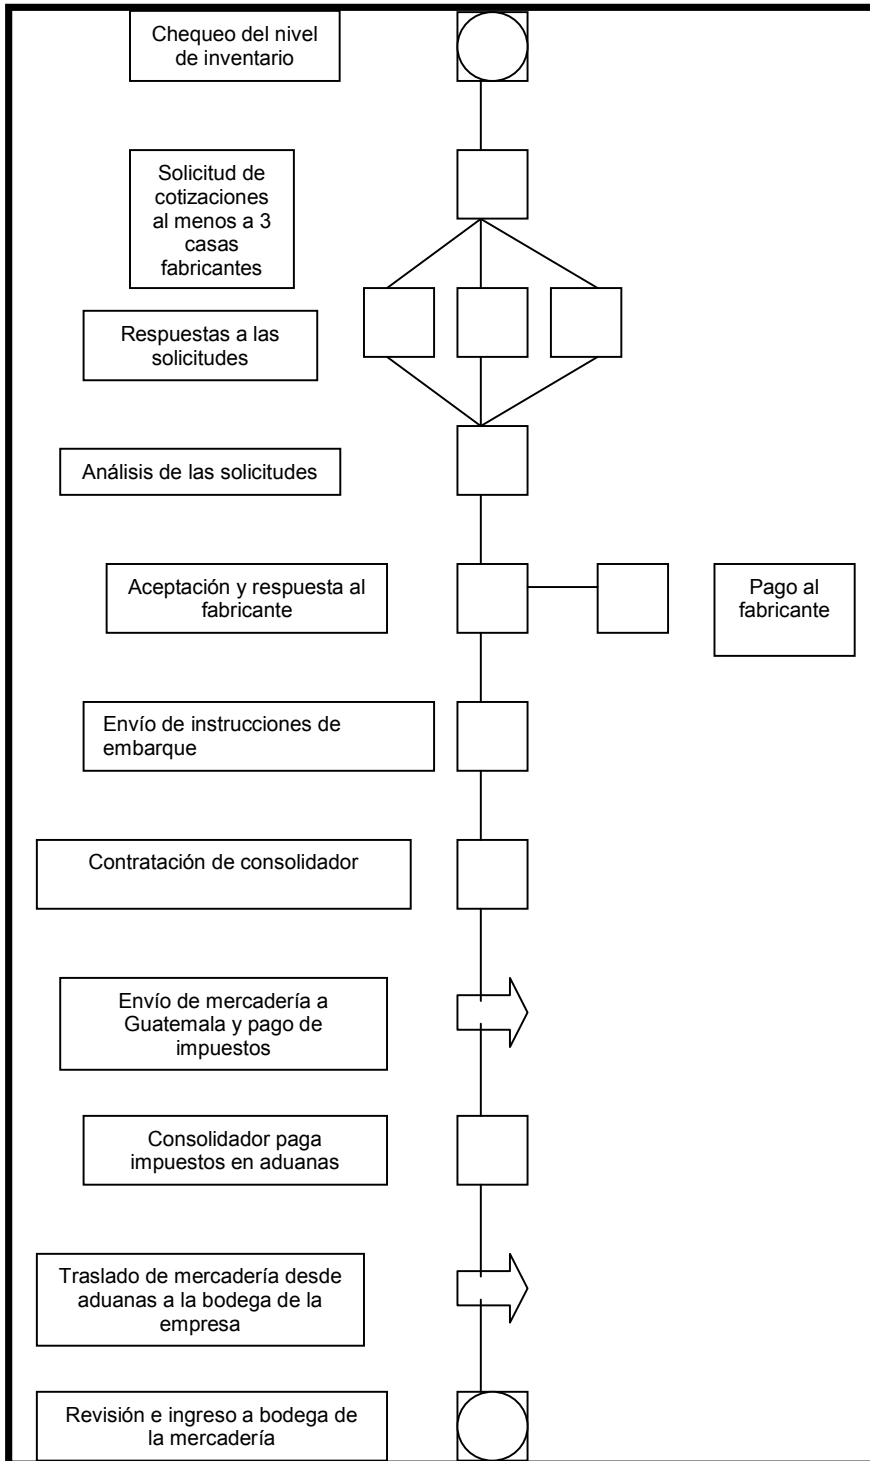 Chequeo del nivel
de inventario
Solicitud de
cotizaciones
al menos a 3
casas
fabricantes
Respuestas a las
solicitudes
Análisis de las solicitudes
Aceptación y respuesta al
fabricante
Pago al
fabricante
Envío de instrucciones de
embarque
Contratación de consolidador
Envío de mercadería a
Guatemala y pago de
impuestos
Consolidador paga
impuestos en aduanas
Traslado de mercadería desde
aduanas a la bodega de la
empresa
Revisión e ingreso a bodega de
la mercadería